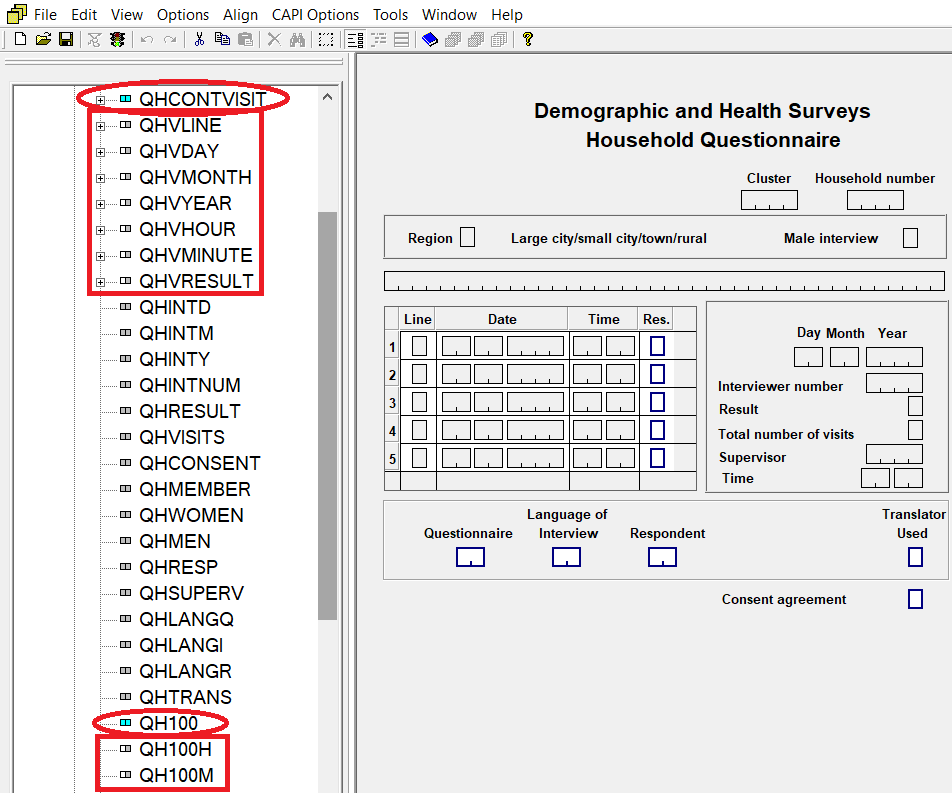 File Edit View Options Align CAPI Options Tools Window Help
QHCONTVISIT
QHVLINE
QHVDAY
QHVMONTH
QHVYEAR
QHVHOUR
QHVMINUTE
QHVRESULT
QHINTD
QHINTM
QHINTY
QHINTNUM
QHRESULT
QHVISITS
QHCONSENT
QHMEMBER
QHWOMEN
QHMEN
QHRESP
QHSUPERV
QHLANGQ
QHLANGI
QHLANGR
QHTRANS
QH100
QH100H
QH100M
Demographic and Health Surveys
Household Questionnaire
Cluster Household number
Region Large city/small city/town/rural Male interview
Line Date Time Res.
1
2
3
4
5
Day Month Year
Interviewer number
Result
Total number of visits
Supervisor
Time
Questionnaire
Language of
Interview
Respondent
Translator
Used
Consent agreement